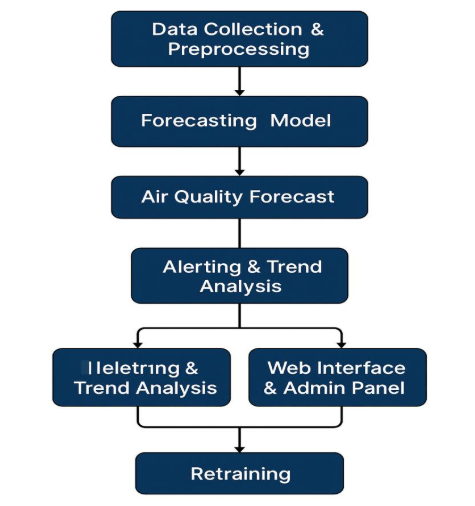 Data Collection &
Preprocessing
Forecasting Model
Air Quality Forecast
Alerting & Trend
Analysis
&
Trend Analysis
Web Interface
& Admin Panel
Retraining